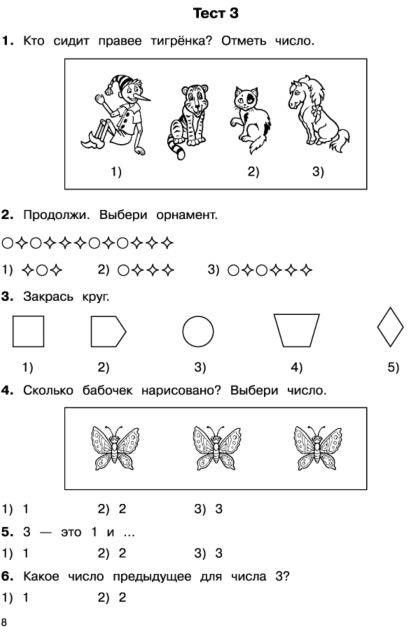 Тест 3
1. Кто сидит правее тигрёнка? Отметь число.
1) 2) 3)
2. Продолжи. Выбери орнамент.
1) 2) 3)
3. Закрась круг.
1) 2) 3) 4) 5)
4. Сколько бабочек нарисовано? Выбери число.
1) 1 2) 2 3) 3
5. 3 — это 1 и ...
1) 1 2) 2 3) 3
6. Какое число предыдущее для числа 3?
1) 1 2) 2
8